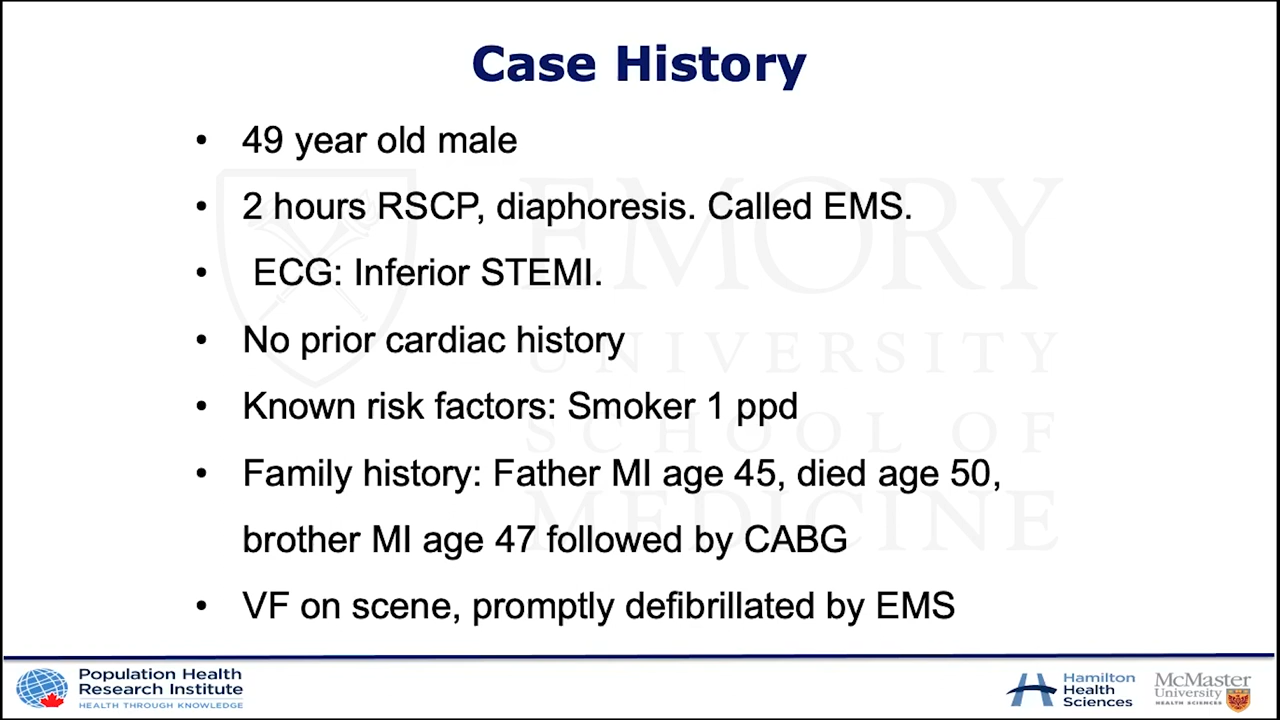 Case History
• 49 year old male
• 2 hours RSCP, diaphoresis. Called EMS.
• ECG: Inferior STEMI.
• No prior cardiac history
• Known risk factors: Smoker 1 ppd
• Family history: Father MI age 45, died age 50,
brother MI age 47 followed by CABG
• VF on scene, promptly defibrillated by EMS
EMORY
UNIVERSITY
SCHOOL OF
MEDICINE
Population Health
Research Institute
HEALTH THROUGH KNOWLEDGE
Hamilton
Health
Sciences
McMaster
University
HEALTH SCIENCES